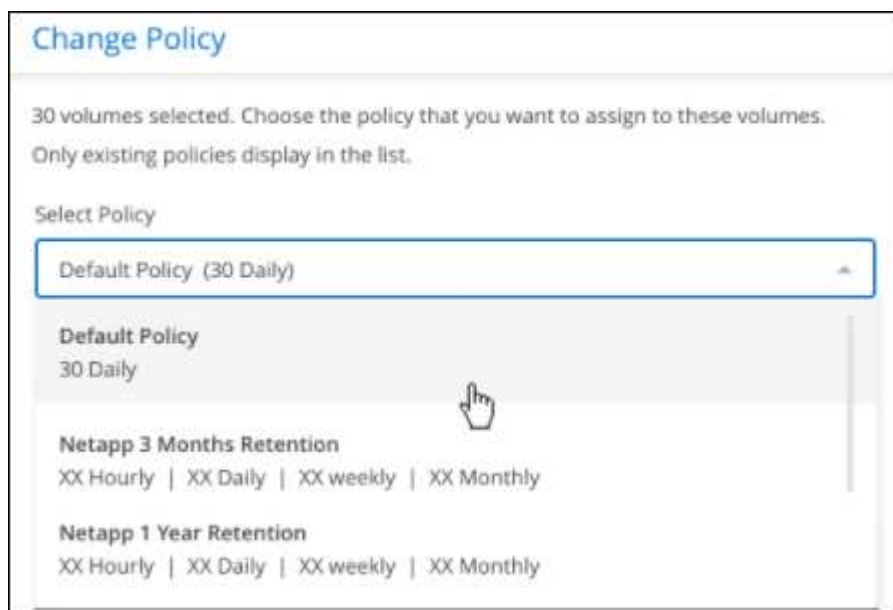 Change Policy
30 volumes selected. Choose the policy that you want to assign to these volumes.
Only existing policies display in the list.
Select Policy
Default Policy (30 Daily)
Default Policy
30 Daily
Netapp 3 Months Retention
XX Hourly | XX Daily | XX weekly | XX Monthly
Netapp 1 Year Retention
XX Hourly | XX Daily | XX weekly | XX Monthly